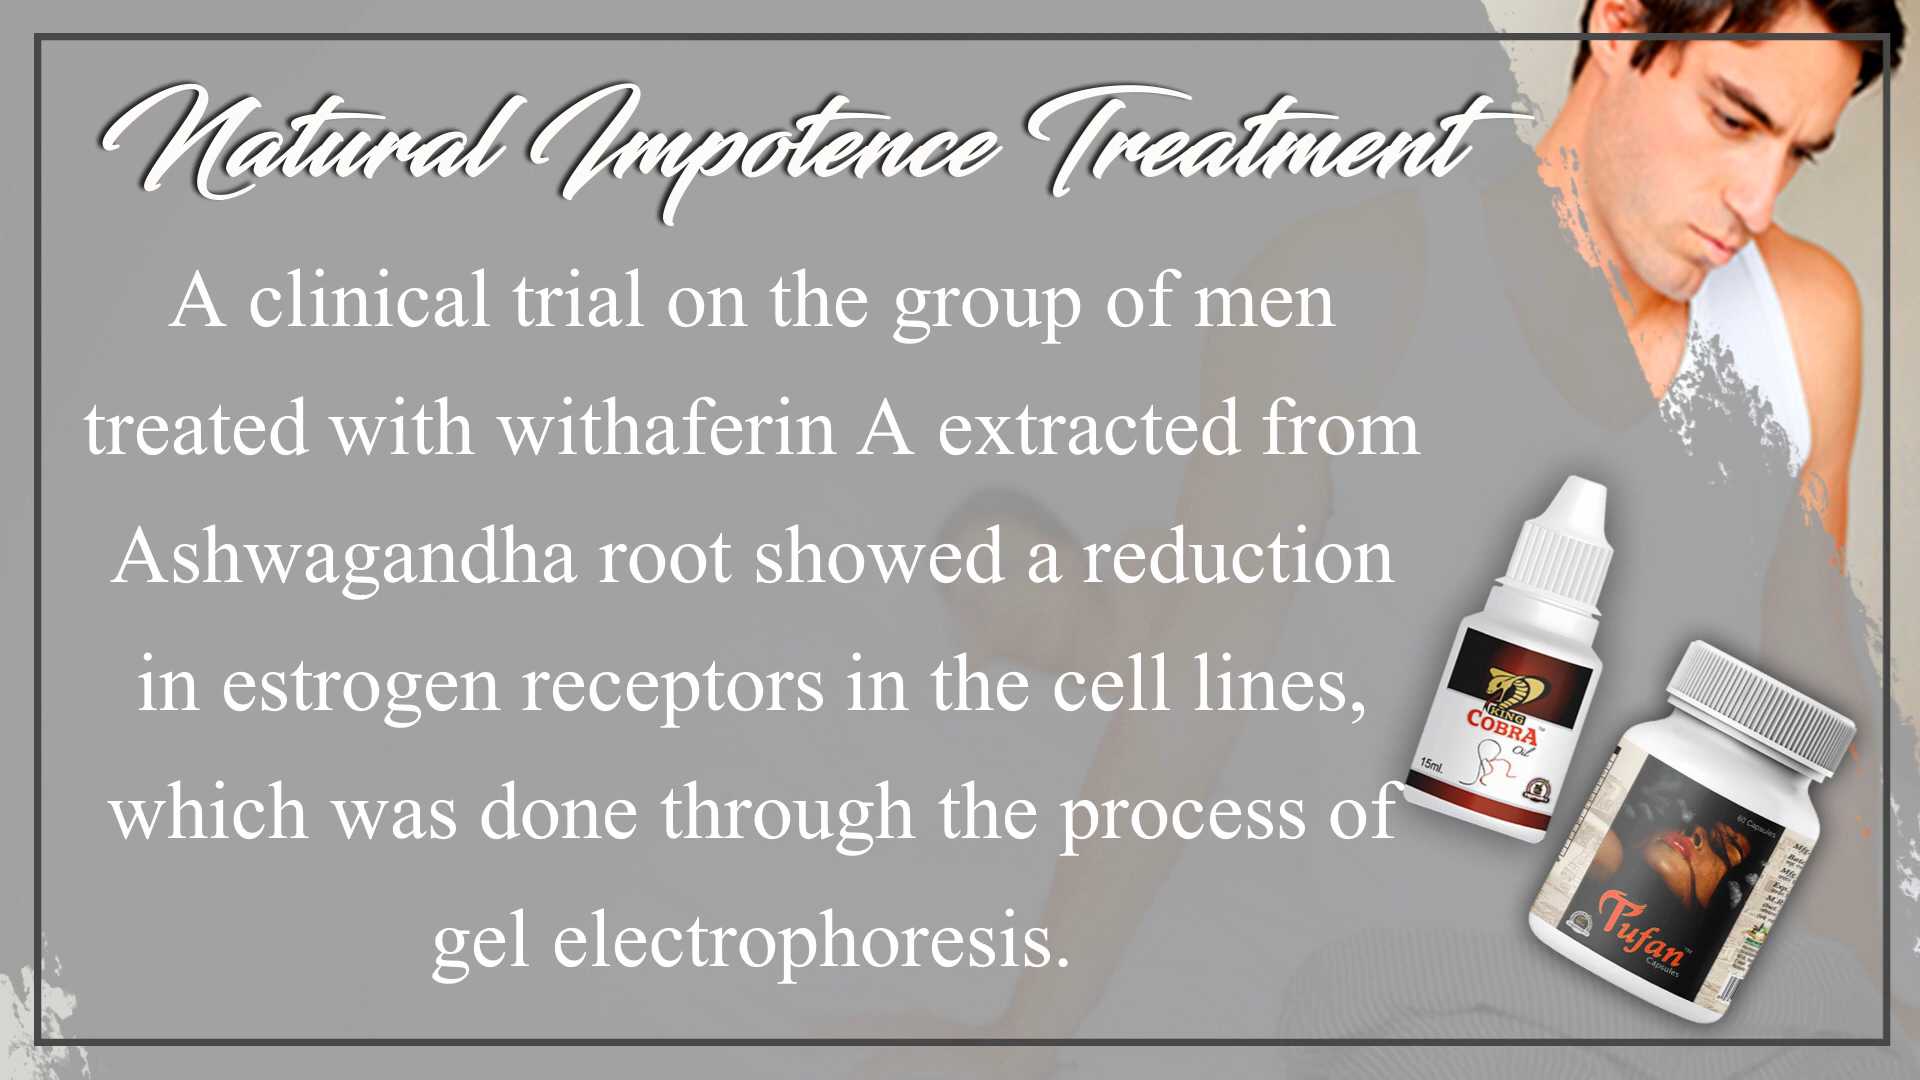 Natural Impotence Treatment
A clinical trial on the group of men
treated with withaferin A extracted from
Ashwagandha root showed a reduction
in estrogen receptors in the cell lines,
which was done through the process of
gel electrophoresis.
KING
COBRA™
Oil
15ml.
60 Capsules
Tufan™
Capsules